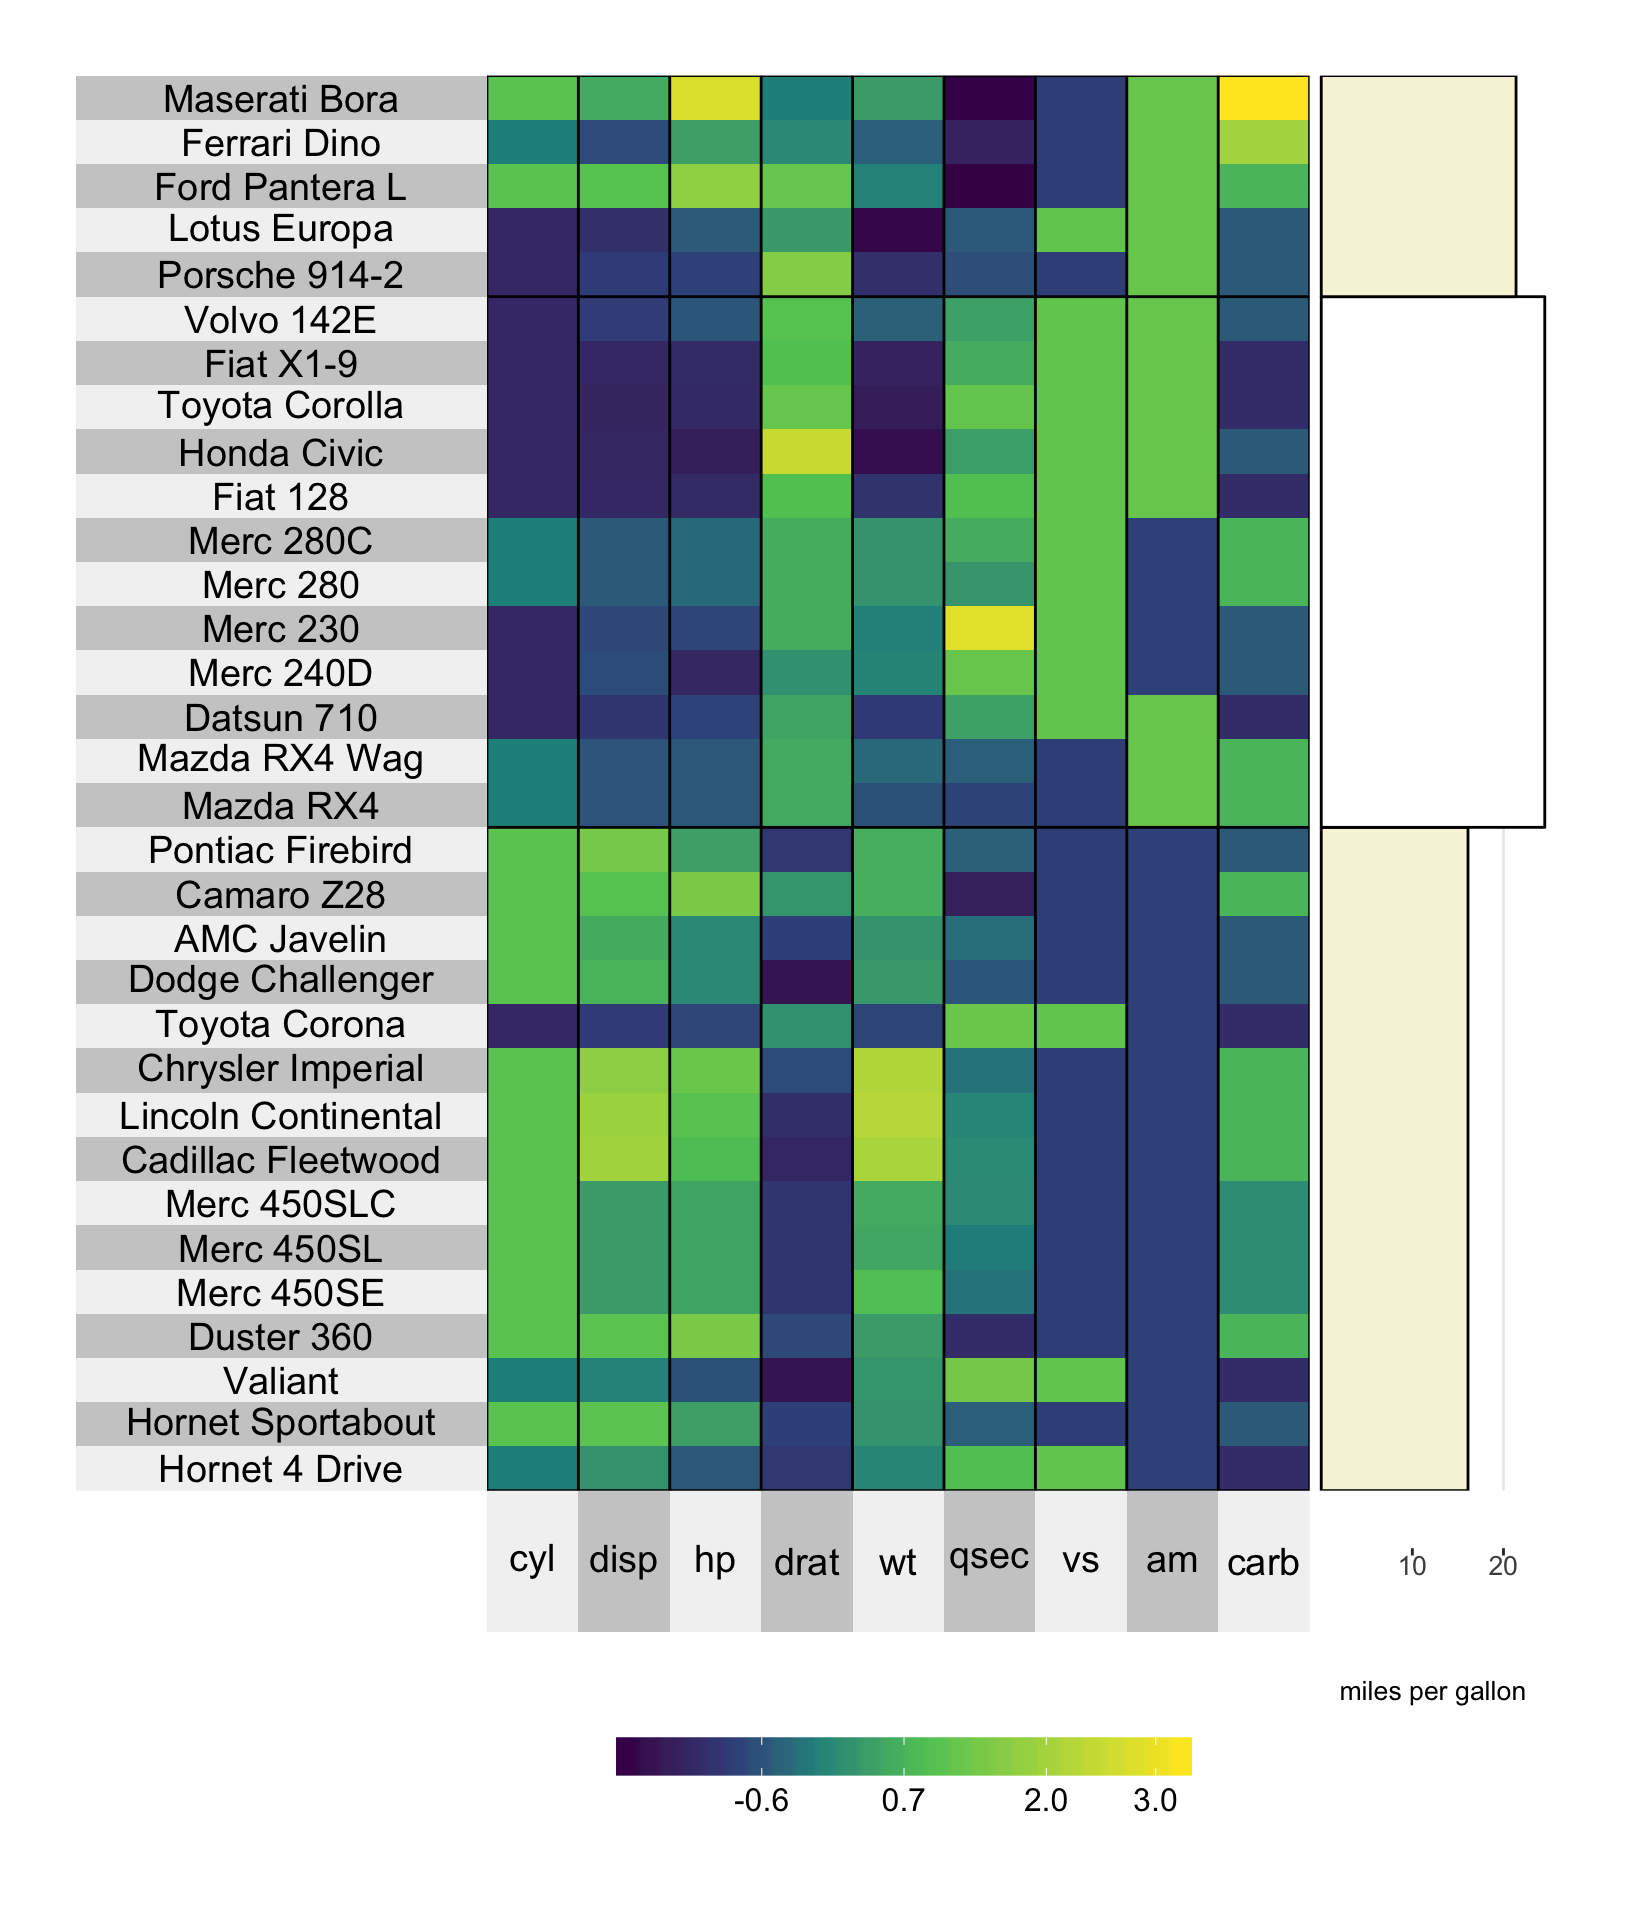 Maserati Bora
Ferrari Dino
Ford Pantera L
Lotus Europa
Porsche 914-2
Volvo 142E
Fiat X1-9
Toyota Corolla
Honda Civic
Fiat 128
Merc 280C
Merc 280
Merc 230
Merc 240D
Datsun 710
Mazda RX4 Wag
Mazda RX4
Pontiac Firebird
Camaro Z28
AMC Javelin
Dodge Challenger
Toyota Corona
Chrysler Imperial
Lincoln Continental
Cadillac Fleetwood
Merc 450SLC
Merc 450SL
Merc 450SE
Duster 360
Valiant
Hornet Sportabout
Hornet 4 Drive
cyl disp hp drat wt qsec vs am carb 10 20
miles per gallon
-0.6 0.7 2.0 3.0